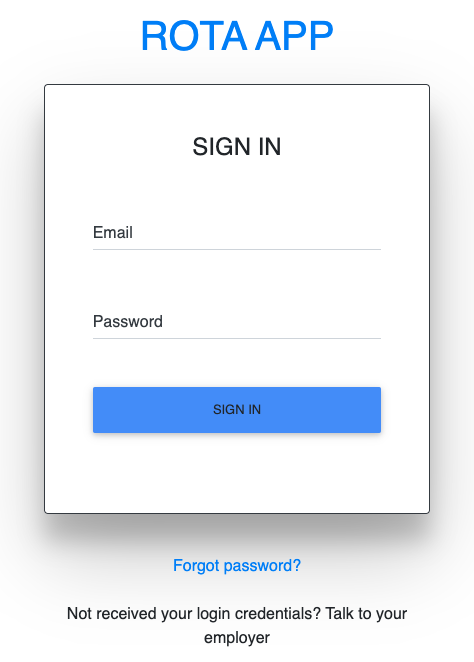 ROTA APP
SIGN IN
Email
Password
SIGN IN
Forgot password?
Not received your login credentials? Talk to your
employer